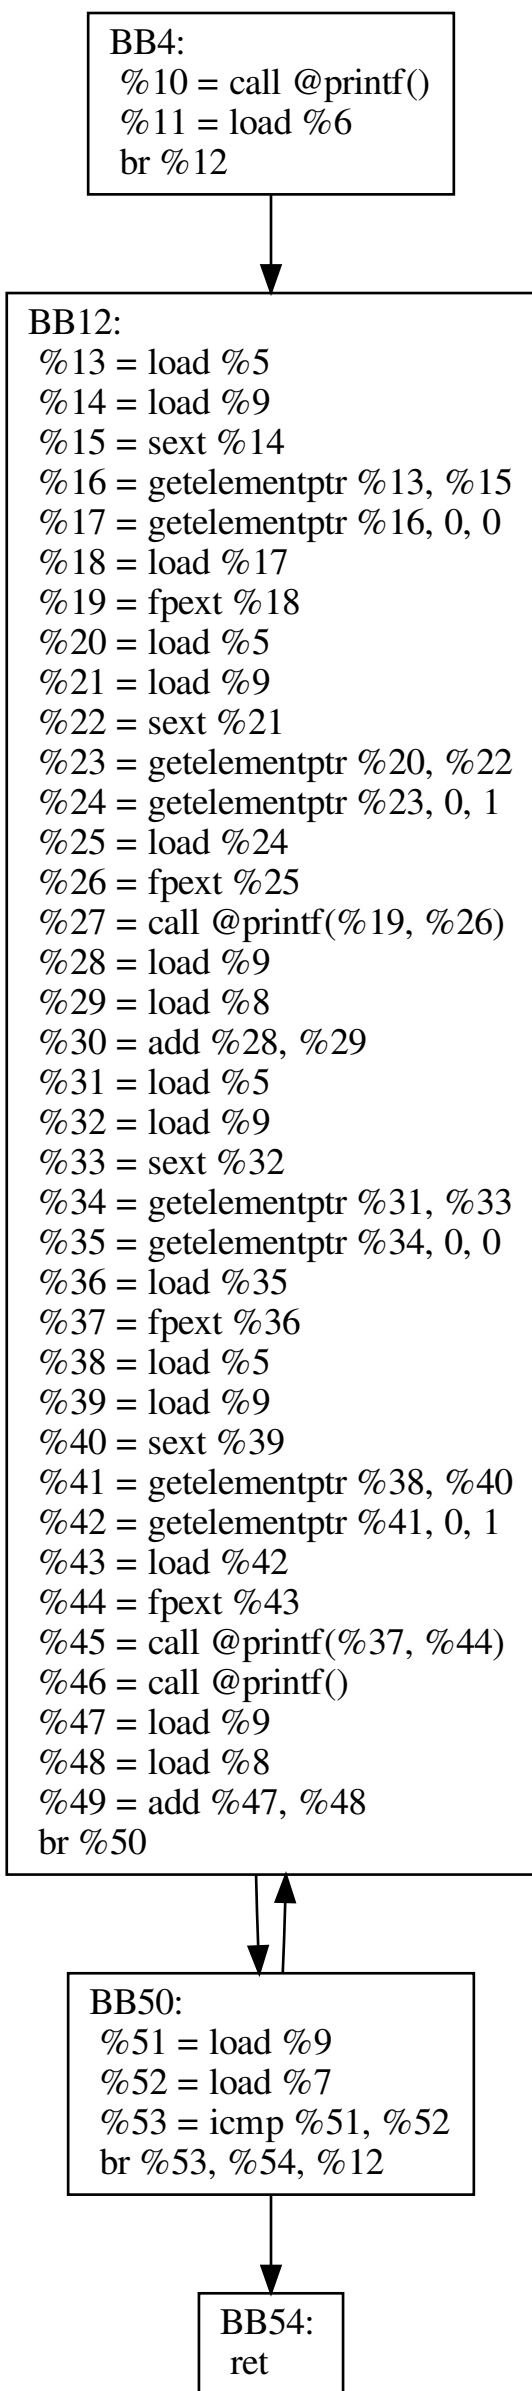 BB4:
%10 = call @printf()
%11 = load %6
br %12
BB12:
%13 = load %5
%14 = load %9
%15 = sext %14
%16 = getelementptr %13, %15
%17 = getelementptr %16, 0, 0
%18 = load %17
%19 = fpext %18
%20 = load %5
%21 = load %9
%22 = sext %21
%23 = getelementptr %20, %22
%24 = getelementptr %23, 0, 1
%25 = load %24
%26 = fpext %25
%27 = call @printf(%19, %26)
%28 = load %9
%29 = load %8
%30 = add %28, %29
%31 = load %5
%32 = load %9
%33 = sext %32
%34 = getelementptr %31, %33
%35 = getelementptr %34, 0, 0
%36 = load %35
%37 = fpext %36
%38 = load %5
%39 = load %9
%40 = sext %39
%41 = getelementptr %38, %40
%42 = getelementptr %41, 0, 1
%43 = load %42
%44 = fpext %43
%45 = call @printf(%37, %44)
%46 = call @printf()
%47 = load %9
%48 = load %8
%49 = add %47, %48
br %50
BB50:
%51 = load %9
%52 = load %7
%53 = icmp %51, %52
br %53, %54, %12
BB54:
ret